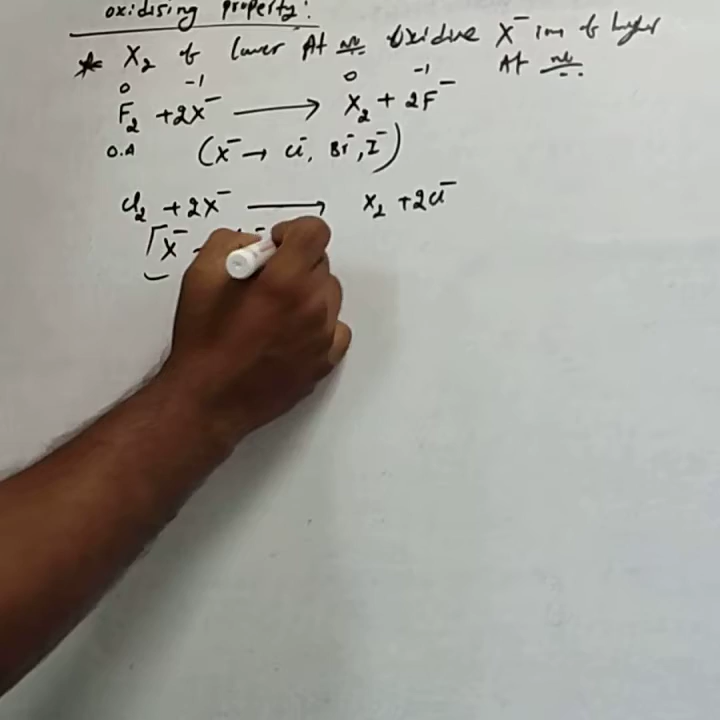 oxidising property:
* X₂ of lower At no oxidise X⁻ ion of higher
At no
0 -1 0 -1
F₂ + 2X⁻ ⟶ X₂ + 2F⁻
O.A (X⁻ → Cl⁻, Br⁻, I⁻)
Cl₂ + 2X⁻ ⟶ X₂ + 2Cl⁻
[X⁻